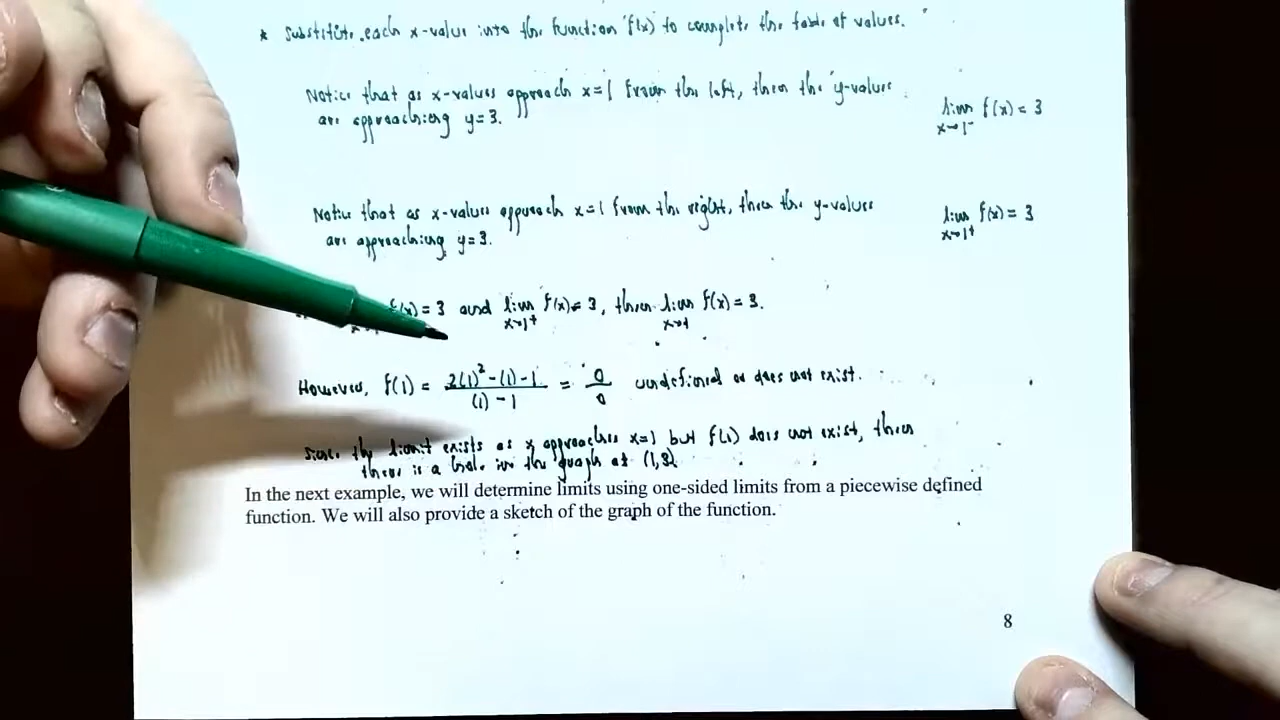 * Substitute each x-value into the function f(x) to complete the table of values.
Notice that as x-values approach x=1 from the left, then the y-values
are approaching y=3.
lim f(x) = 3
x→1⁻
Notice that as x-values approach x=1 from the right, then the y-values
are approaching y=3.
lim f(x) = 3
x→1⁺
f(x) = 3 and lim f(x) = 3, then lim f(x) = 3.
x→1⁺ x→1
However, f(1) = 2(1)² - (1) - 1 / (1) - 1 = 0/0 undefined or does not exist.
Since the limit exists as x approaches x=1 but f(1) does not exist, then
there is a hole in the graph at (1,3).
In the next example, we will determine limits using one-sided limits from a piecewise defined
function. We will also provide a sketch of the graph of the function.
8